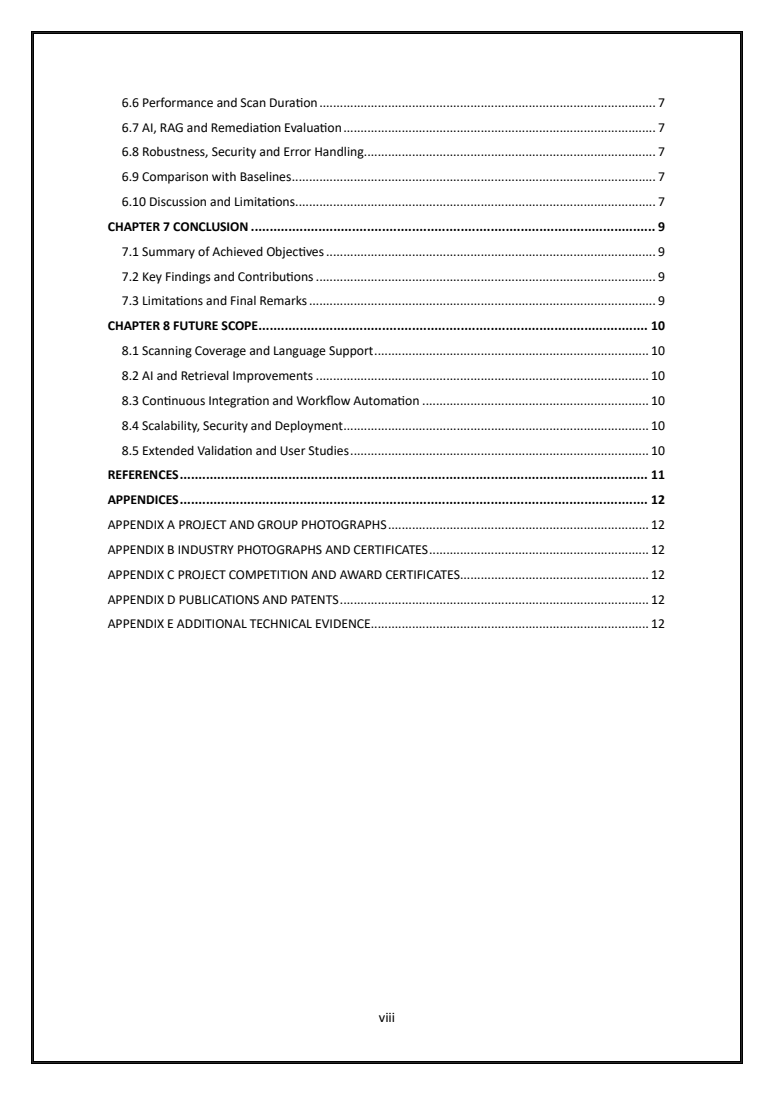 6.6 Performance and Scan Duration ........ 7
6.7 AI, RAG and Remediation Evaluation ........ 7
6.8 Robustness, Security and Error Handling ........ 7
6.9 Comparison with Baselines ........ 7
6.10 Discussion and Limitations ........ 7
CHAPTER 7 CONCLUSION ........ 9
7.1 Summary of Achieved Objectives ........ 9
7.2 Key Findings and Contributions ........ 9
7.3 Limitations and Final Remarks ........ 9
CHAPTER 8 FUTURE SCOPE ........ 10
8.1 Scanning Coverage and Language Support ........ 10
8.2 AI and Retrieval Improvements ........ 10
8.3 Continuous Integration and Workflow Automation ........ 10
8.4 Scalability, Security and Deployment ........ 10
8.5 Extended Validation and User Studies ........ 10
REFERENCES ........ 11
APPENDICES ........ 12
APPENDIX A PROJECT AND GROUP PHOTOGRAPHS ........ 12
APPENDIX B INDUSTRY PHOTOGRAPHS AND CERTIFICATES ........ 12
APPENDIX C PROJECT COMPETITION AND AWARD CERTIFICATES ........ 12
APPENDIX D PUBLICATIONS AND PATENTS ........ 12
APPENDIX E ADDITIONAL TECHNICAL EVIDENCE ........ 12
viii